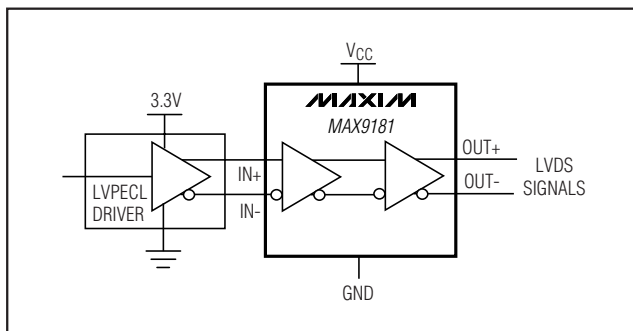 VCC
3.3V
MAXIM
MAX9181
LVPECL
DRIVER
IN+
IN-
OUT+
OUT-
LVDS
SIGNALS
GND